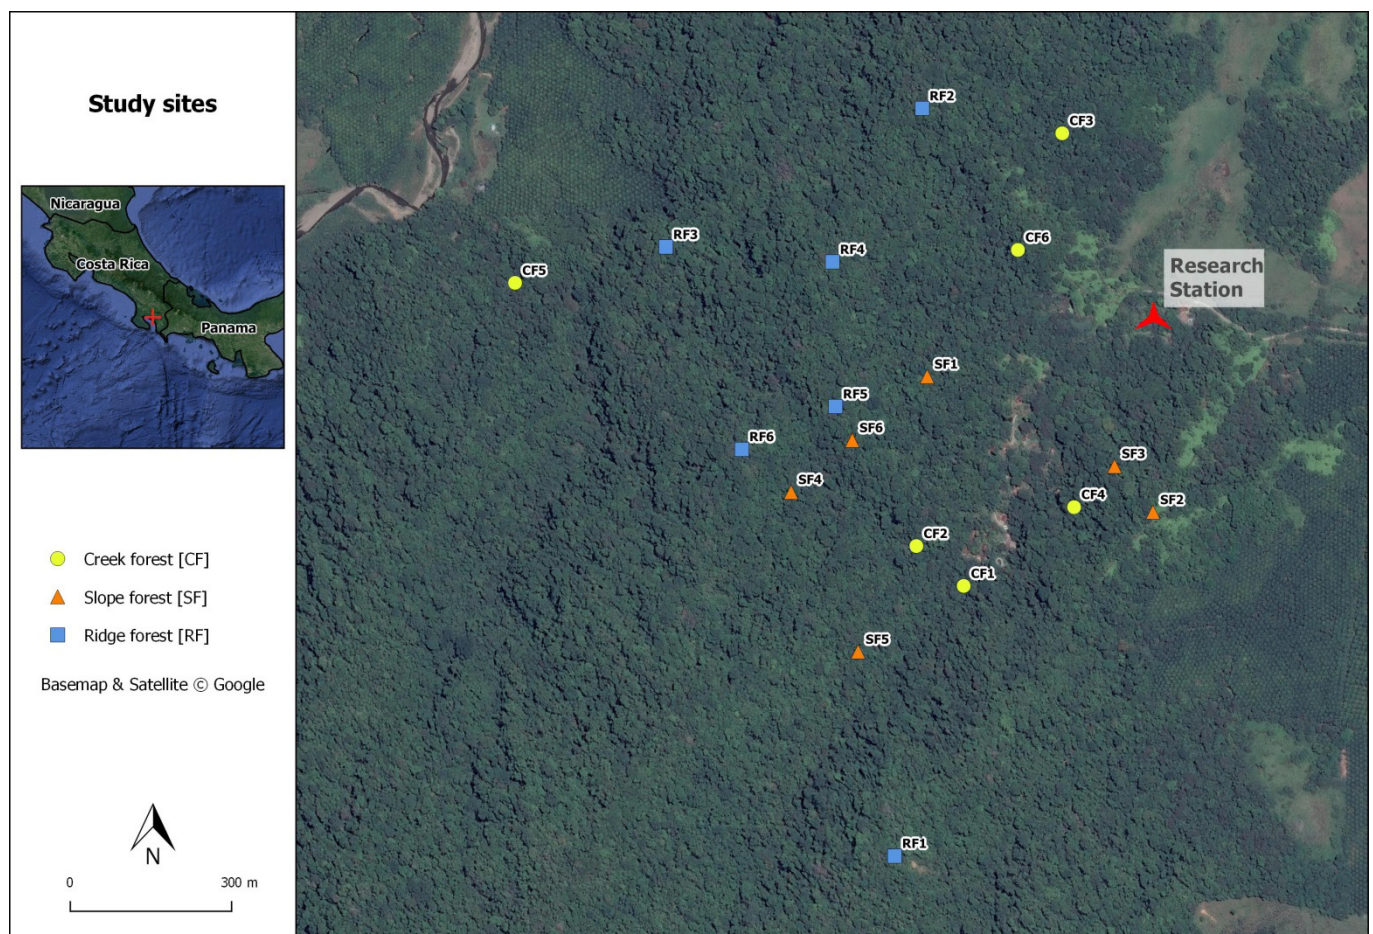 Study sites
Nicaragua
Costa Rica
Panama
Creek forest [CF]
Slope forest [SF]
Ridge forest [RF]
Basemap & Satellite © Google
N
0 300 m
RF2
CF3
RF3
RF4
CF6
CF5
Research
Station
SF1
RF5
SF6
RF6
SF3
SF4
CF4
SF2
CF2
CF1
SF5
RF1